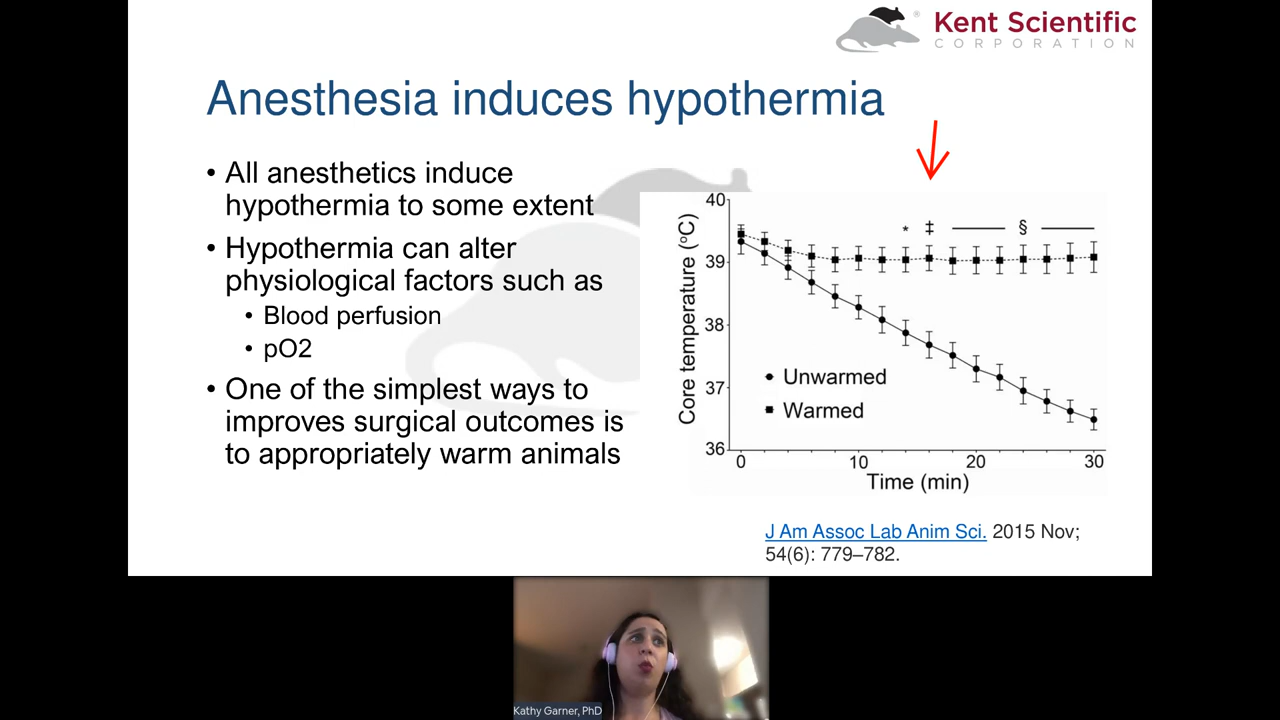 Kent Scientific
CORPORATION
Anesthesia induces hypothermia
• All anesthetics induce
hypothermia to some extent
• Hypothermia can alter
physiological factors such as
• Blood perfusion
• pO2
• One of the simplest ways to
improves surgical outcomes is
to appropriately warm animals
40
39
38
37
36
Core temperature (°C)
* ‡ §
Unwarmed
Warmed
0 10 20 30
Time (min)
J Am Assoc Lab Anim Sci. 2015 Nov;
54(6): 779–782.
Kathy Garner, PhD